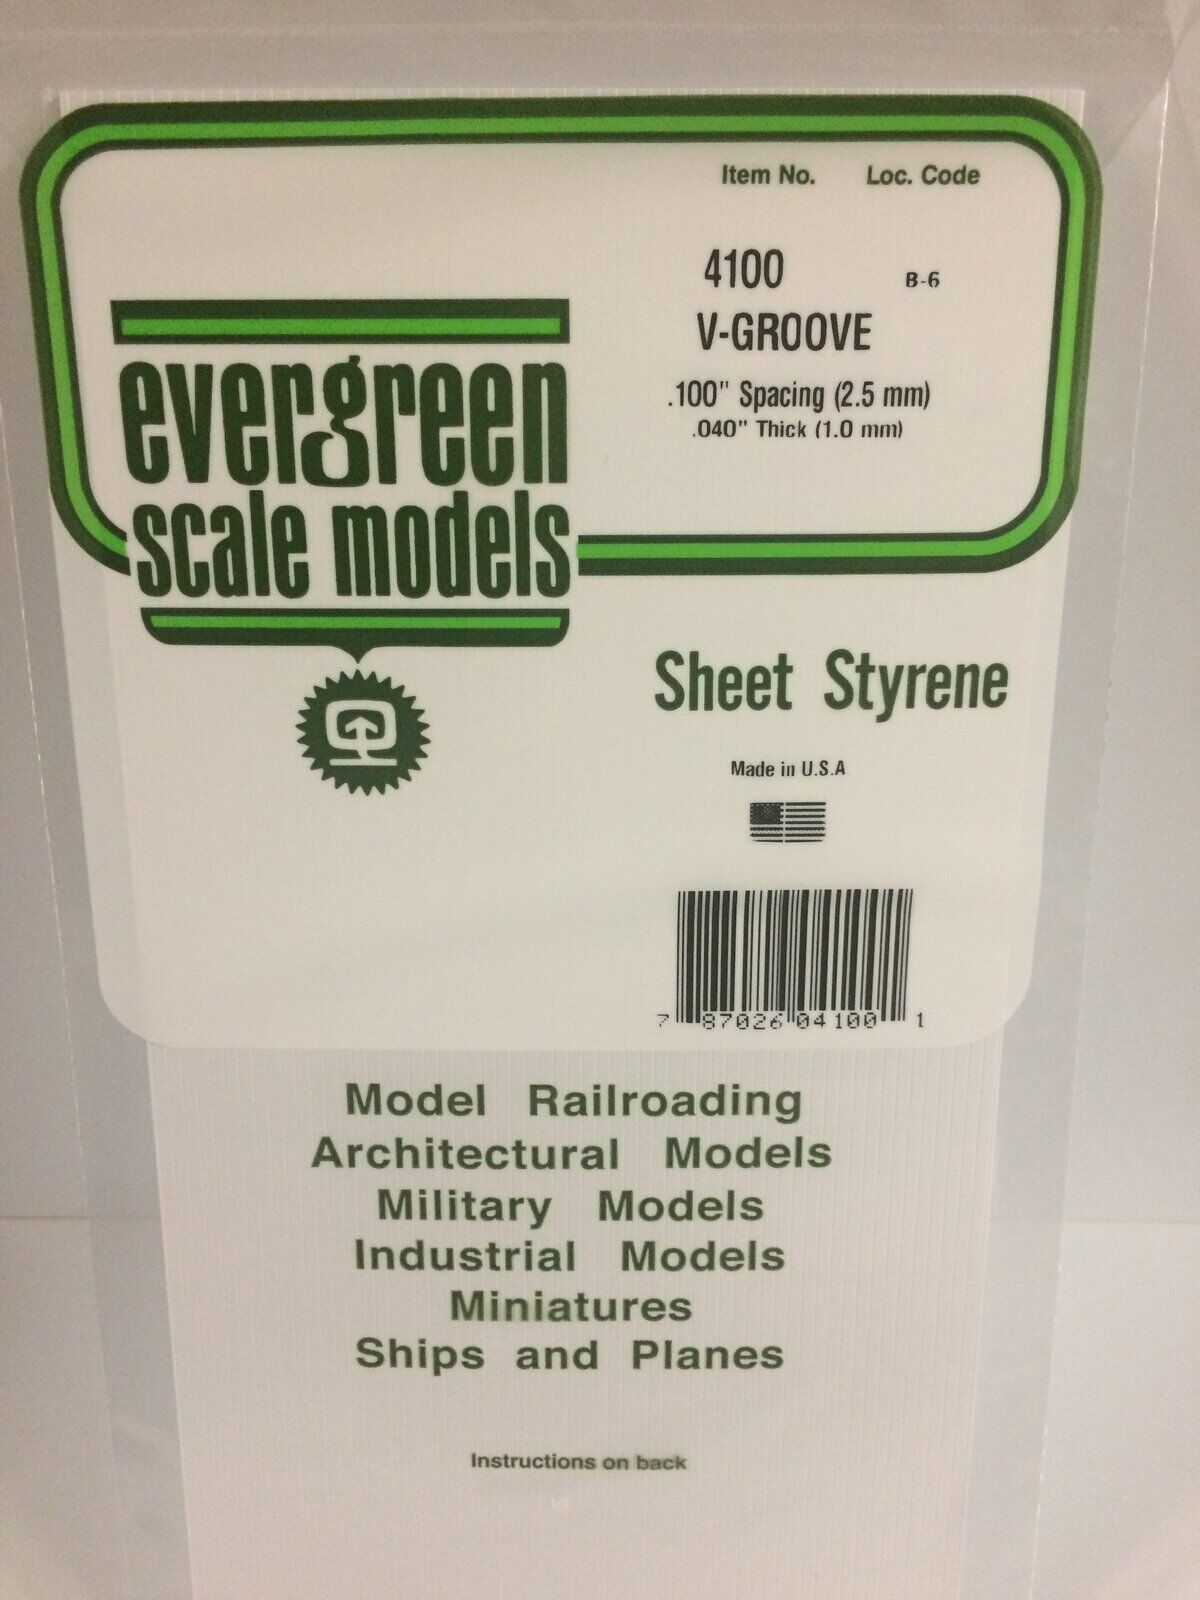 Item No. Loc. Code
4100 B-6
V-GROOVE
.100" Spacing (2.5 mm)
.040" Thick (1.0 mm)
evergreen
scale models
Sheet Styrene
Made in U.S.A
7 87026 04100 1
Model Railroading
Architectural Models
Military Models
Industrial Models
Miniatures
Ships and Planes
Instructions on back